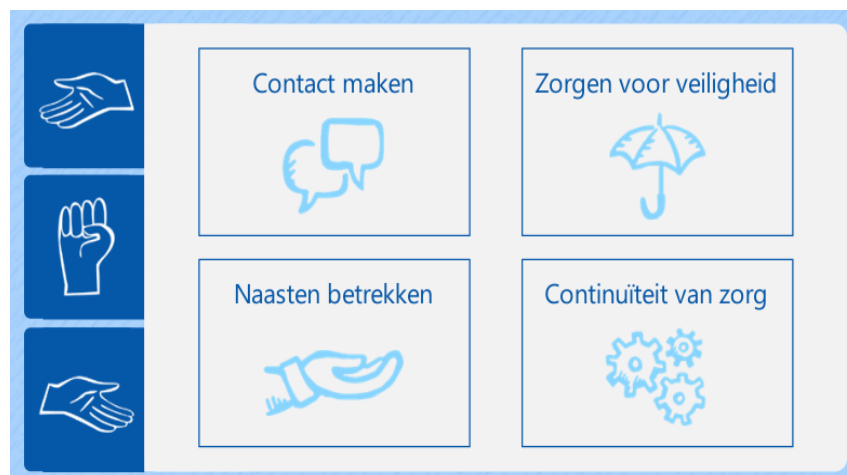 Contact maken
Zorgen voor veiligheid
Naasten betrekken
Continuïteit van zorg